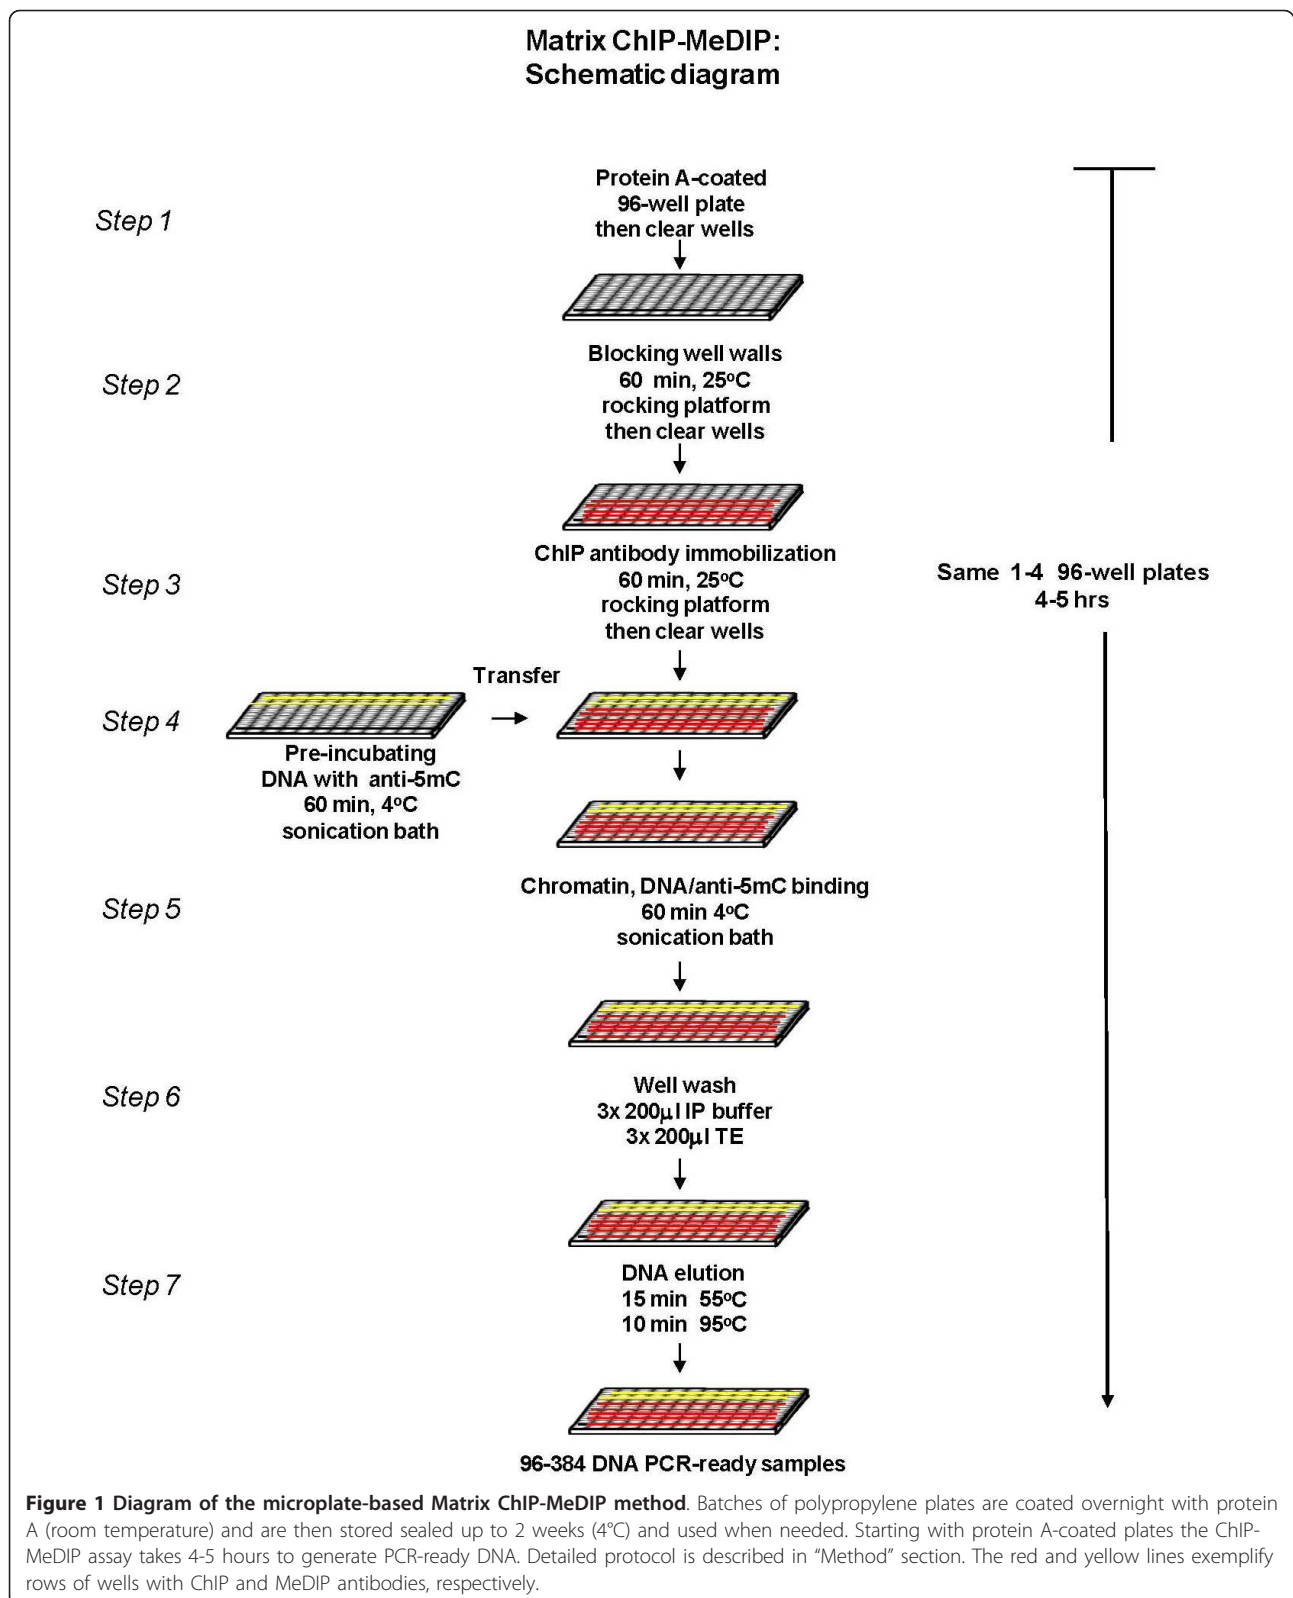 Matrix ChIP-MeDIP:
Schematic diagram
Step 1
Protein A-coated
96-well plate
then clear wells
Step 2
Blocking well walls
60 min, 25ºC
rocking platform
then clear wells
Step 3
ChIP antibody immobilization
60 min, 25ºC
rocking platform
then clear wells
Same 1-4 96-well plates
4-5 hrs
Step 4
Transfer
Pre-incubating
DNA with anti-5mC
60 min, 4ºC
sonication bath
Step 5
Chromatin, DNA/anti-5mC binding
60 min 4ºC
sonication bath
Step 6
Well wash
3x 200µl IP buffer
3x 200µl TE
Step 7
DNA elution
15 min 55ºC
10 min 95ºC
96-384 DNA PCR-ready samples
Figure 1 Diagram of the microplate-based Matrix ChIP-MeDIP method. Batches of polypropylene plates are coated overnight with protein
A (room temperature) and are then stored sealed up to 2 weeks (4°C) and used when needed. Starting with protein A-coated plates the ChIP-
MeDIP assay takes 4-5 hours to generate PCR-ready DNA. Detailed protocol is described in “Method” section. The red and yellow lines exemplify
rows of wells with ChIP and MeDIP antibodies, respectively.